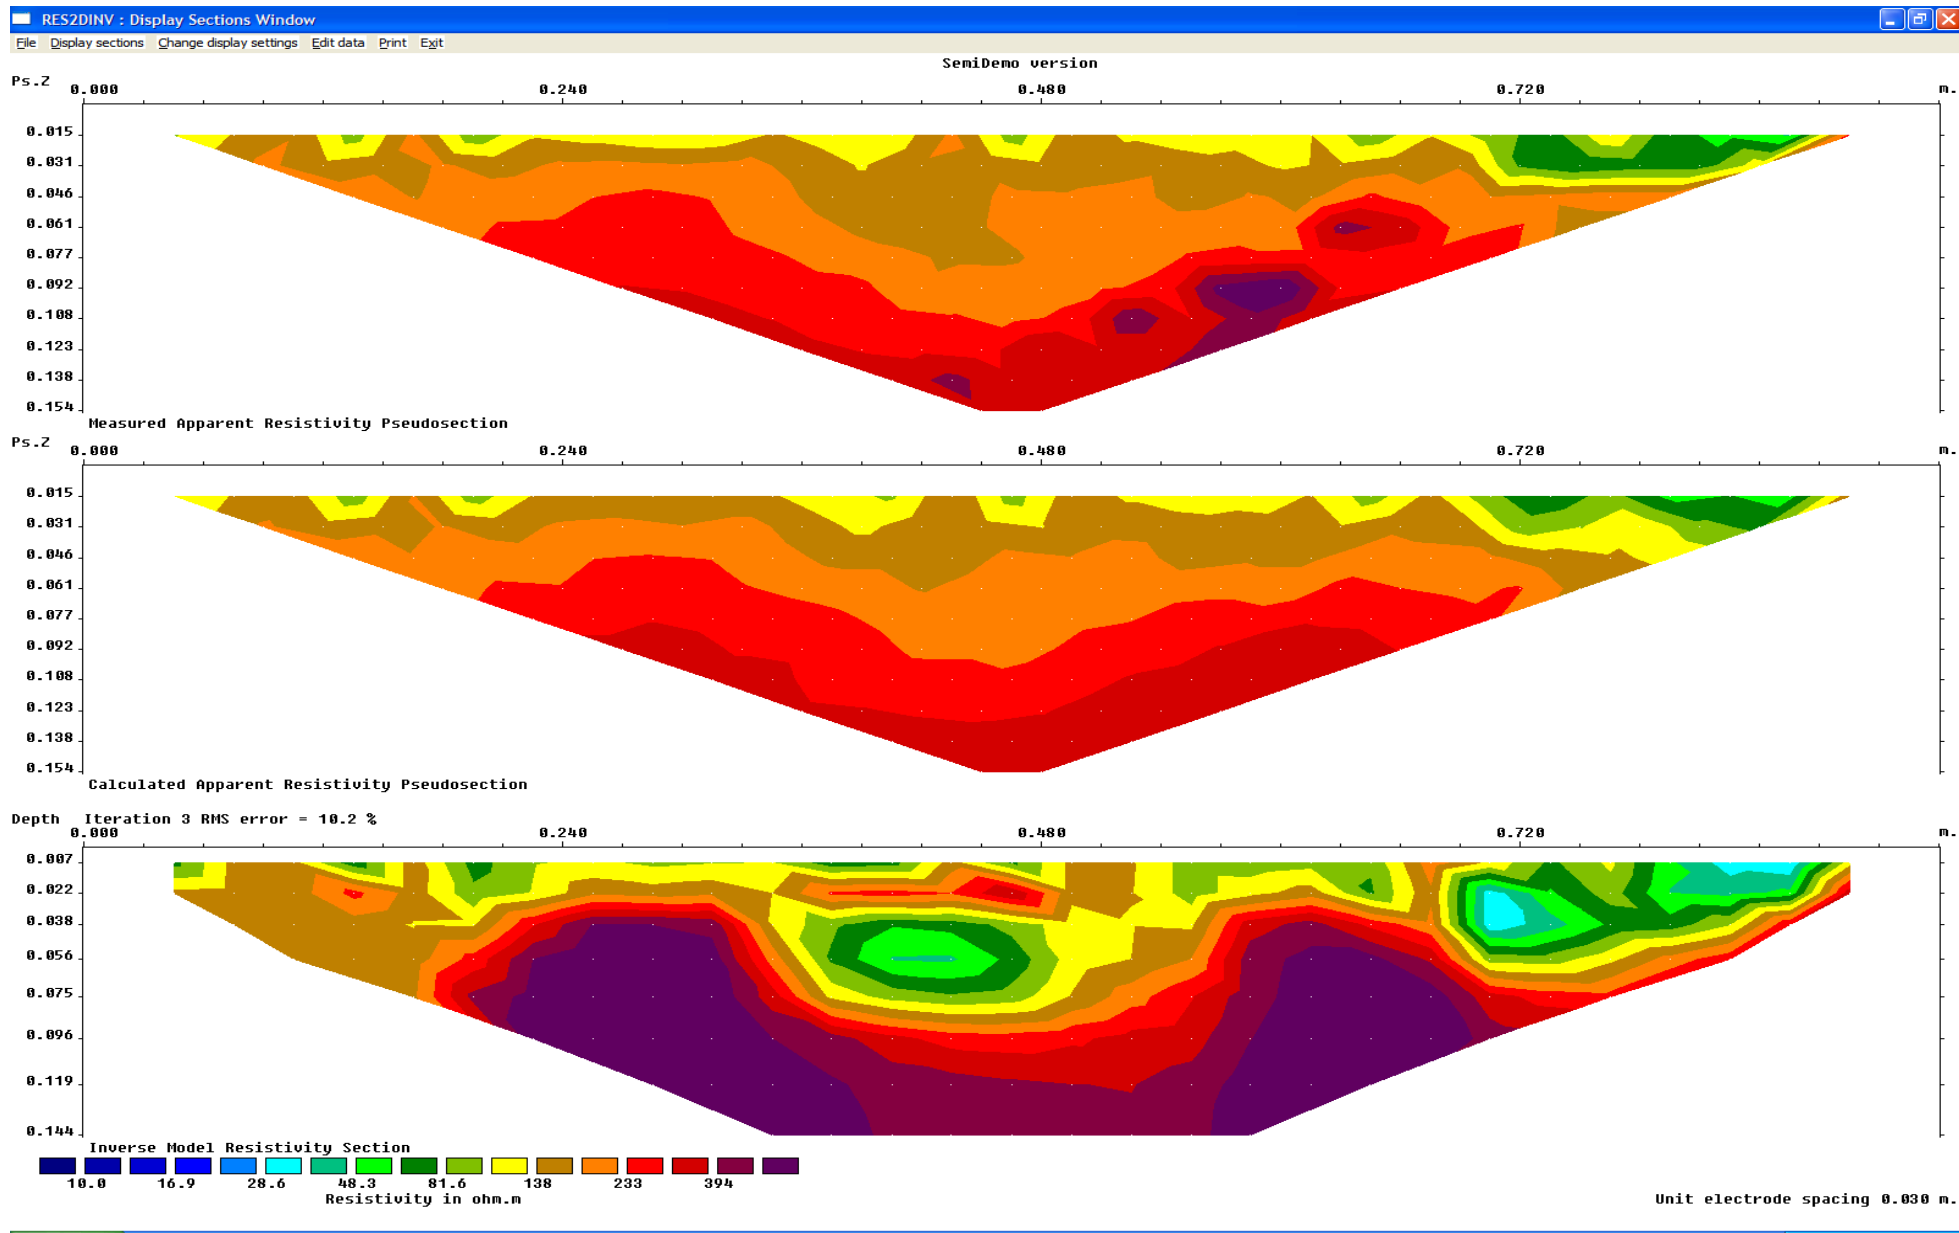 RES2DINV : Display Sections Window
File Display sections Change display settings Edit data Print Exit
SemiDemo version
Ps.Z 0.000 0.240 0.480 0.720 m.
0.015
0.031
0.046
0.061
0.077
0.092
0.108
0.123
0.138
0.154
Measured Apparent Resistivity Pseudosection
Ps.Z 0.000 0.240 0.480 0.720 m.
0.015
0.031
0.046
0.061
0.077
0.092
0.108
0.123
0.138
0.154
Calculated Apparent Resistivity Pseudosection
Depth Iteration 3 RMS error = 10.2 %
0.000 0.240 0.480 0.720 m.
0.007
0.022
0.038
0.056
0.075
0.096
0.119
0.144
Inverse Model Resistivity Section
10.0 16.9 28.6 48.3 81.6 138 233 394
Resistivity in ohm.m
Unit electrode spacing 0.030 m.